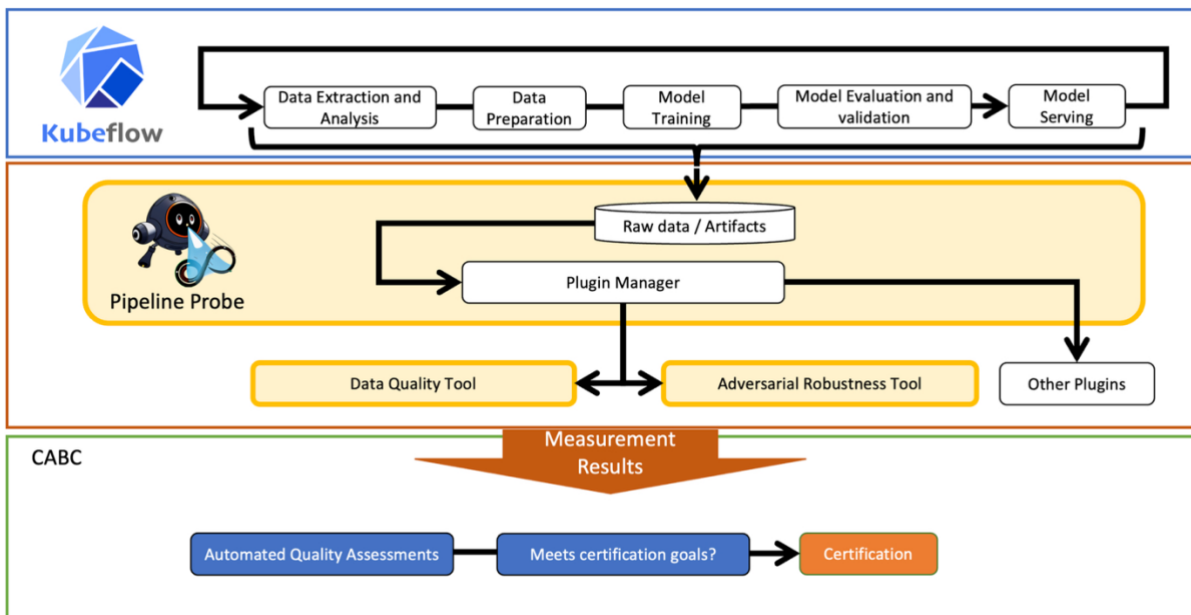 Kubeflow
Data Extraction and
Analysis
Data
Preparation
Model
Training
Model Evaluation and
validation
Model
Serving
Raw data / Artifacts
Pipeline Probe
Plugin Manager
Data Quality Tool
Adversarial Robustness Tool
Other Plugins
CABC
Measurement
Results
Automated Quality Assessments
Meets certification goals?
Certification